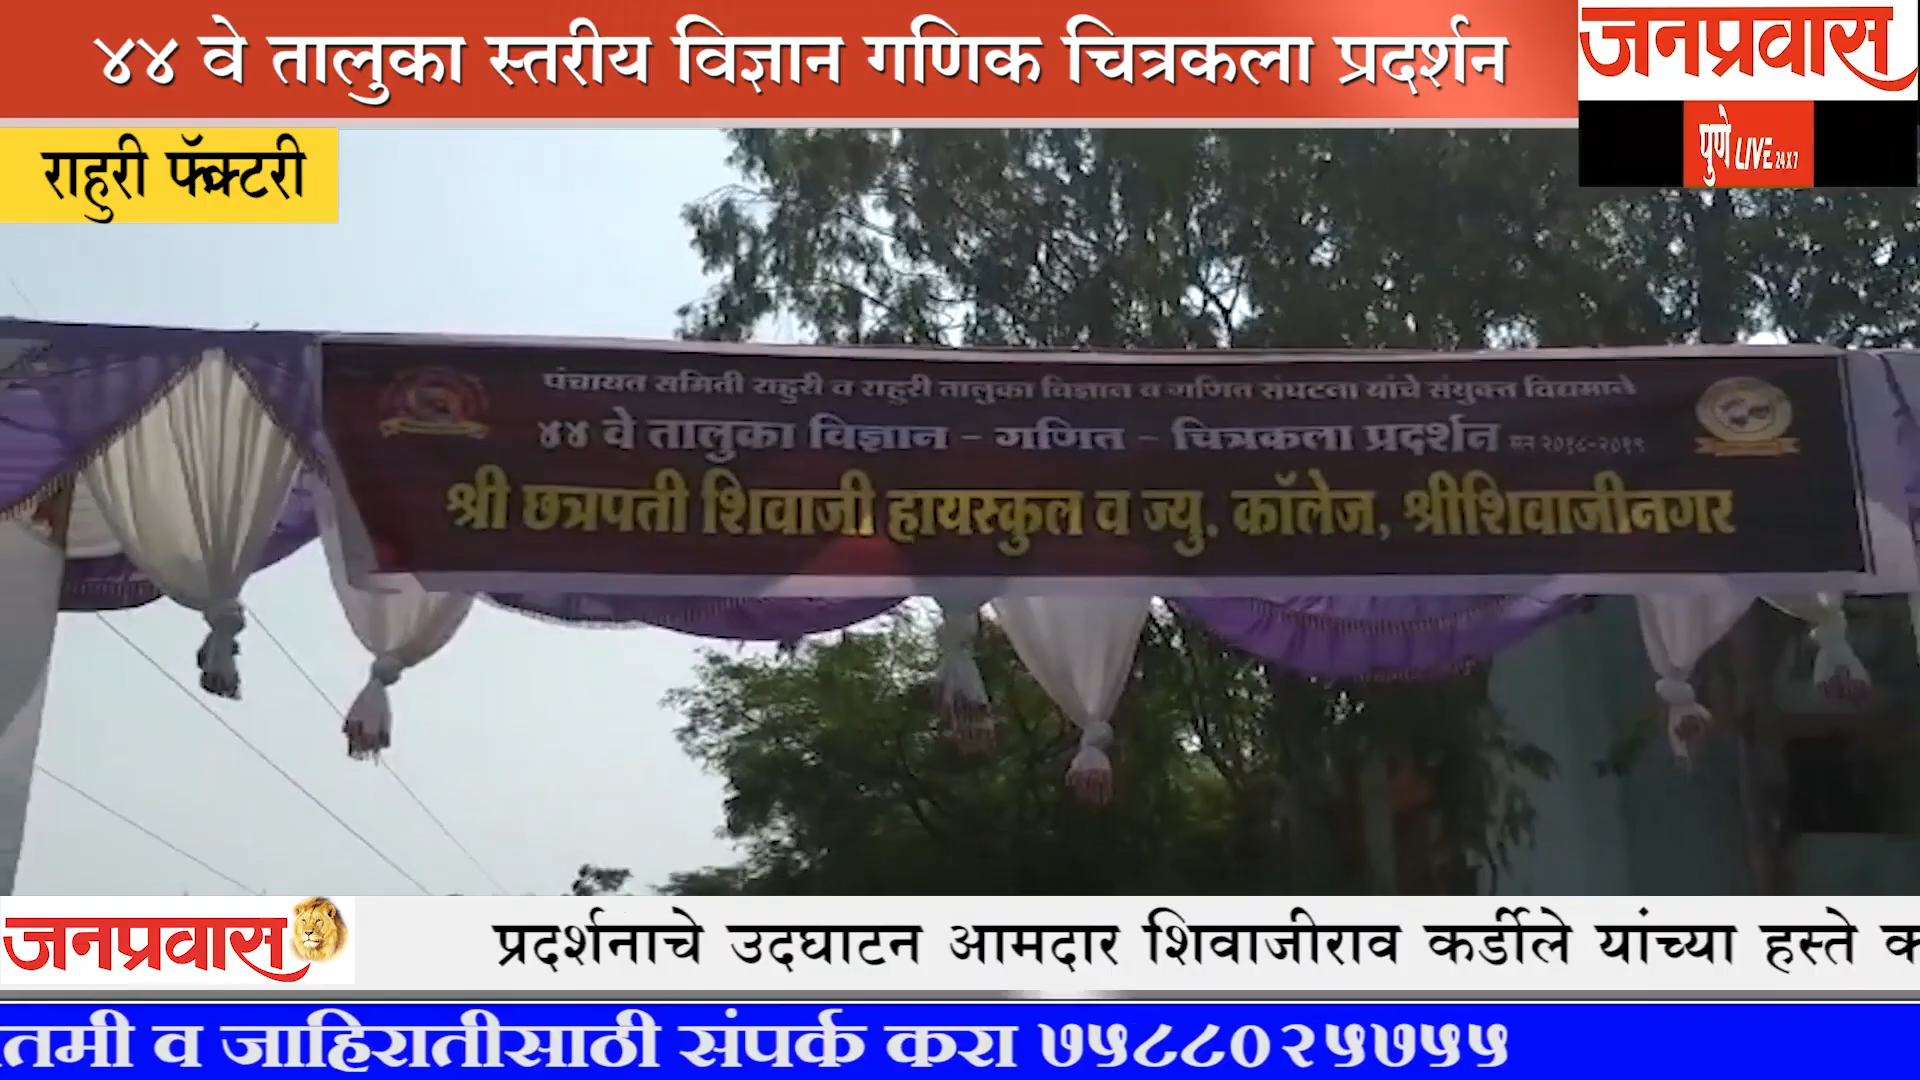 ४४ वे तालुका स्तरीय विज्ञान गणिक चित्रकला प्रदर्शन
जनप्रवास
पुणे LIVE 24X7
राहुरी फॅक्टरी
पंचायत समिती राहुरी व राहुरी तालुका विज्ञान व गणित संघटना यांचे संयुक्त विद्यमाने
४४ वे तालुका विज्ञान - गणित - चित्रकला प्रदर्शन सन २०१८-२०१९
श्री छत्रपती शिवाजी हायस्कुल व ज्यु. कॉलेज, श्रीशिवाजीनगर
जनप्रवास
प्रदर्शनाचे उदघाटन आमदार शिवाजीराव कर्डीले यांच्या हस्ते
व जाहिरातीसाठी संपर्क करा ७५८८०२५७५५